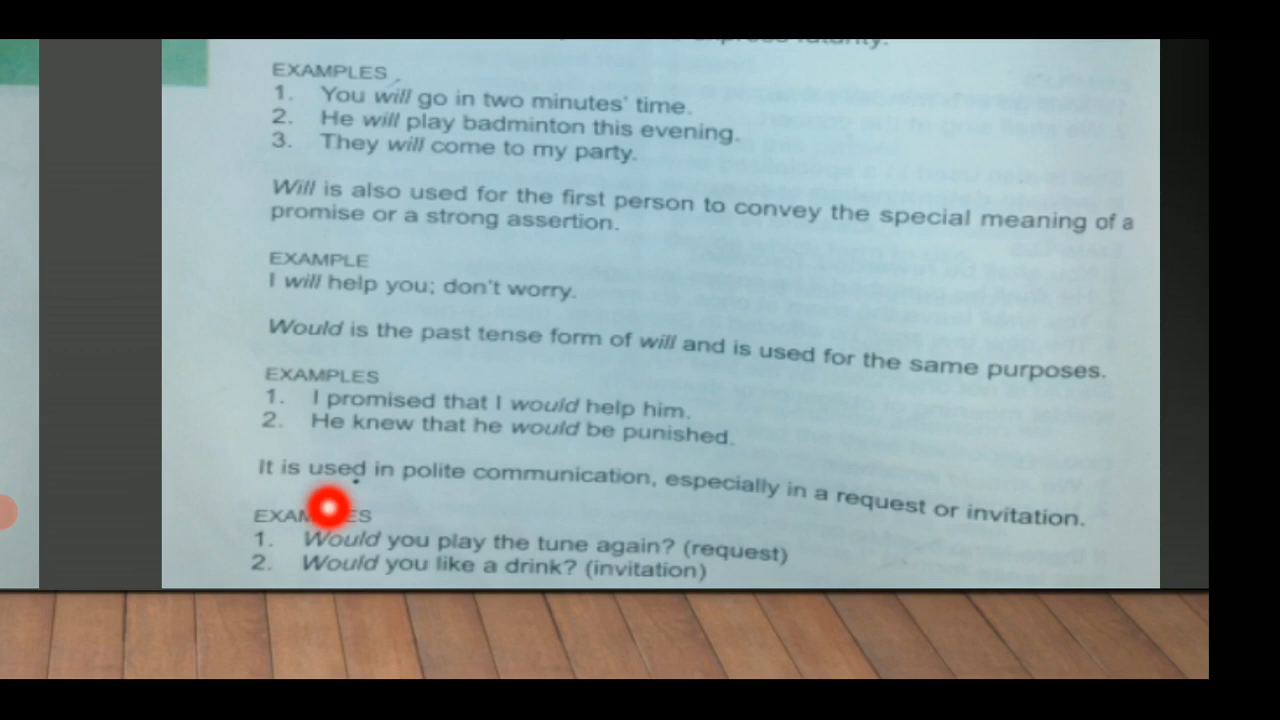 EXAMPLES
1. You will go in two minutes' time.
2. He will play badminton this evening.
3. They will come to my party.
Will is also used for the first person to convey the special meaning of a
promise or a strong assertion.
EXAMPLE
I will help you; don't worry.
Would is the past tense form of will and is used for the same purposes.
EXAMPLES
1. I promised that I would help him.
2. He knew that he would be punished.
It is used in polite communication, especially in a request or invitation.
1. Would you play the tune again? (request)
2. Would you like a drink? (invitation)